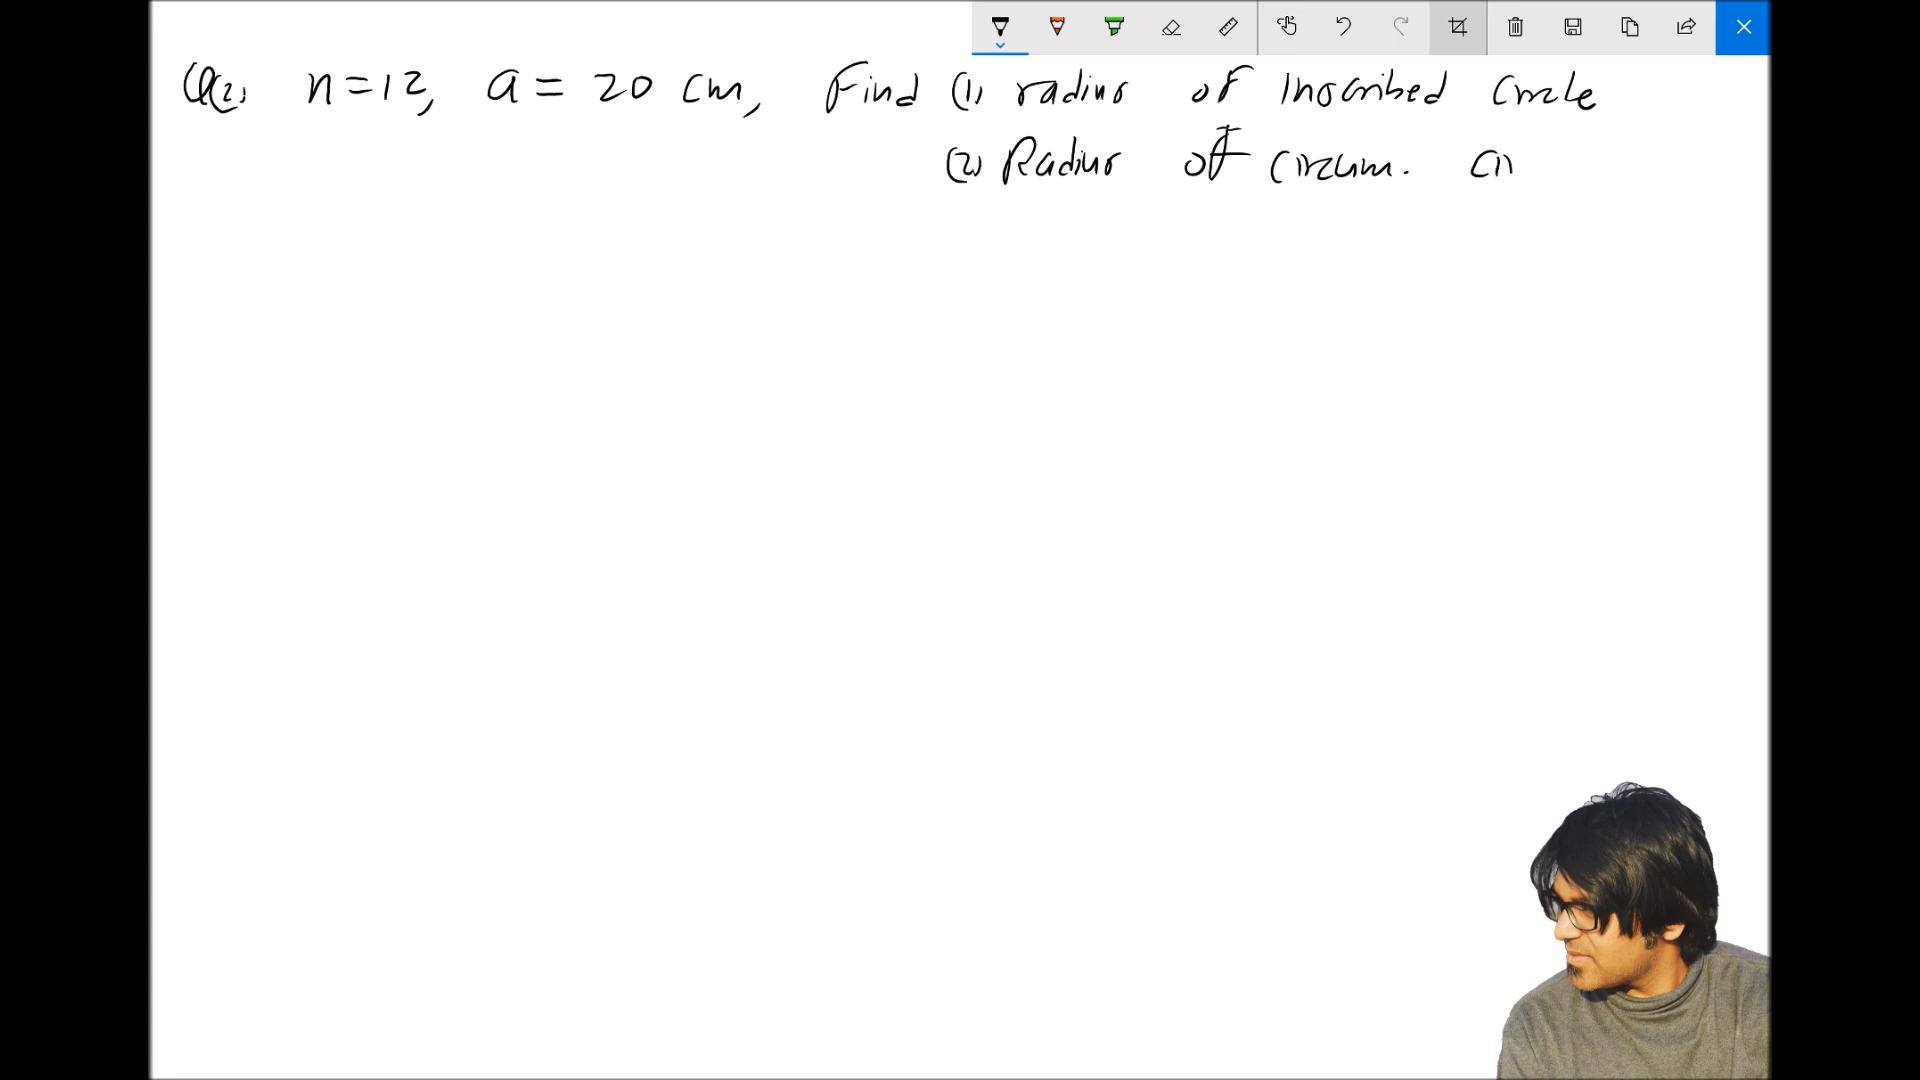 Q2. n=12, a = 20 cm, Find (1) radius of Inscribed Circle
(2) Radius of Circum. Ci